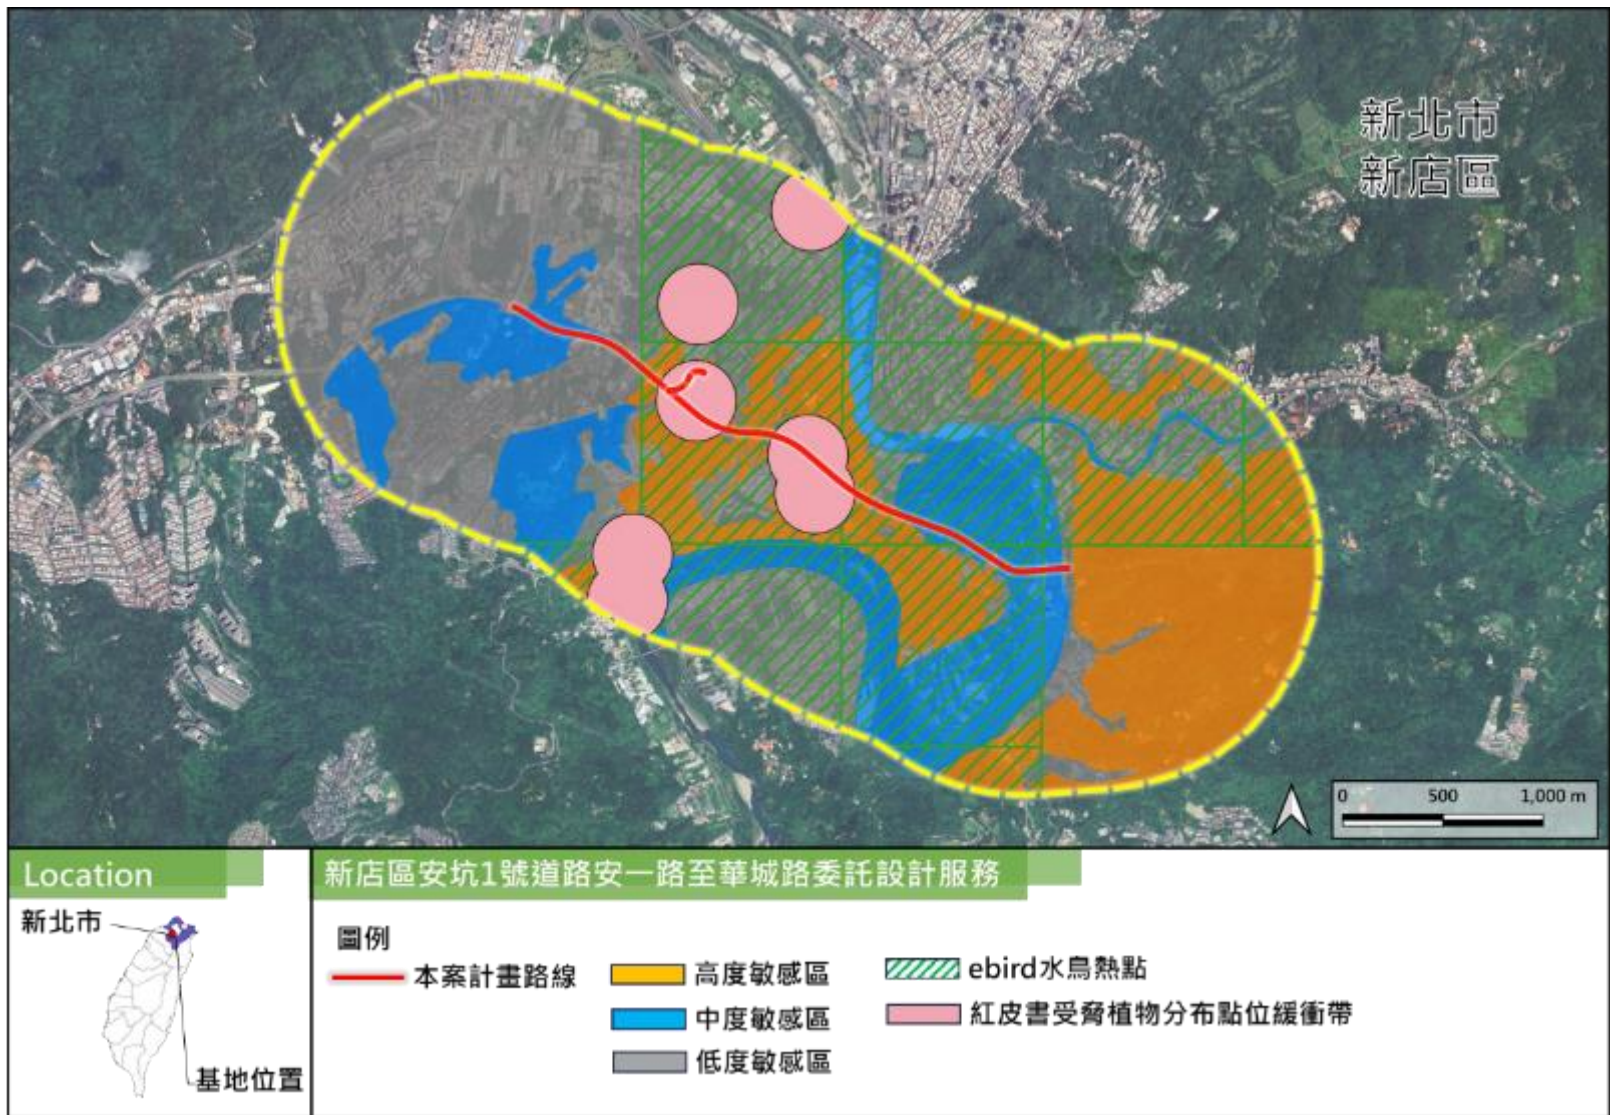 新北市
新店區
0 500 1,000 m
Location
新店區安坑1號道路安一路至華城路委託設計服務
新北市
基地位置
圖例
本案計畫路線
高度敏感區
中度敏感區
低度敏感區
ebird水鳥熱點
紅皮書受脅植物分布點位緩衝帶